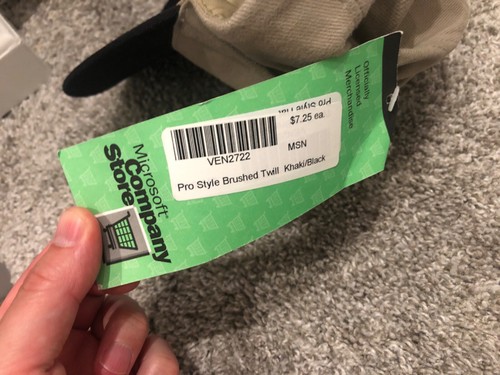 Officially
Licensed
Merchandise
$7.25 ea.
VEN2722
MSN
Pro Style Brushed Twill Khaki/Black
Microsoft
Company
Store